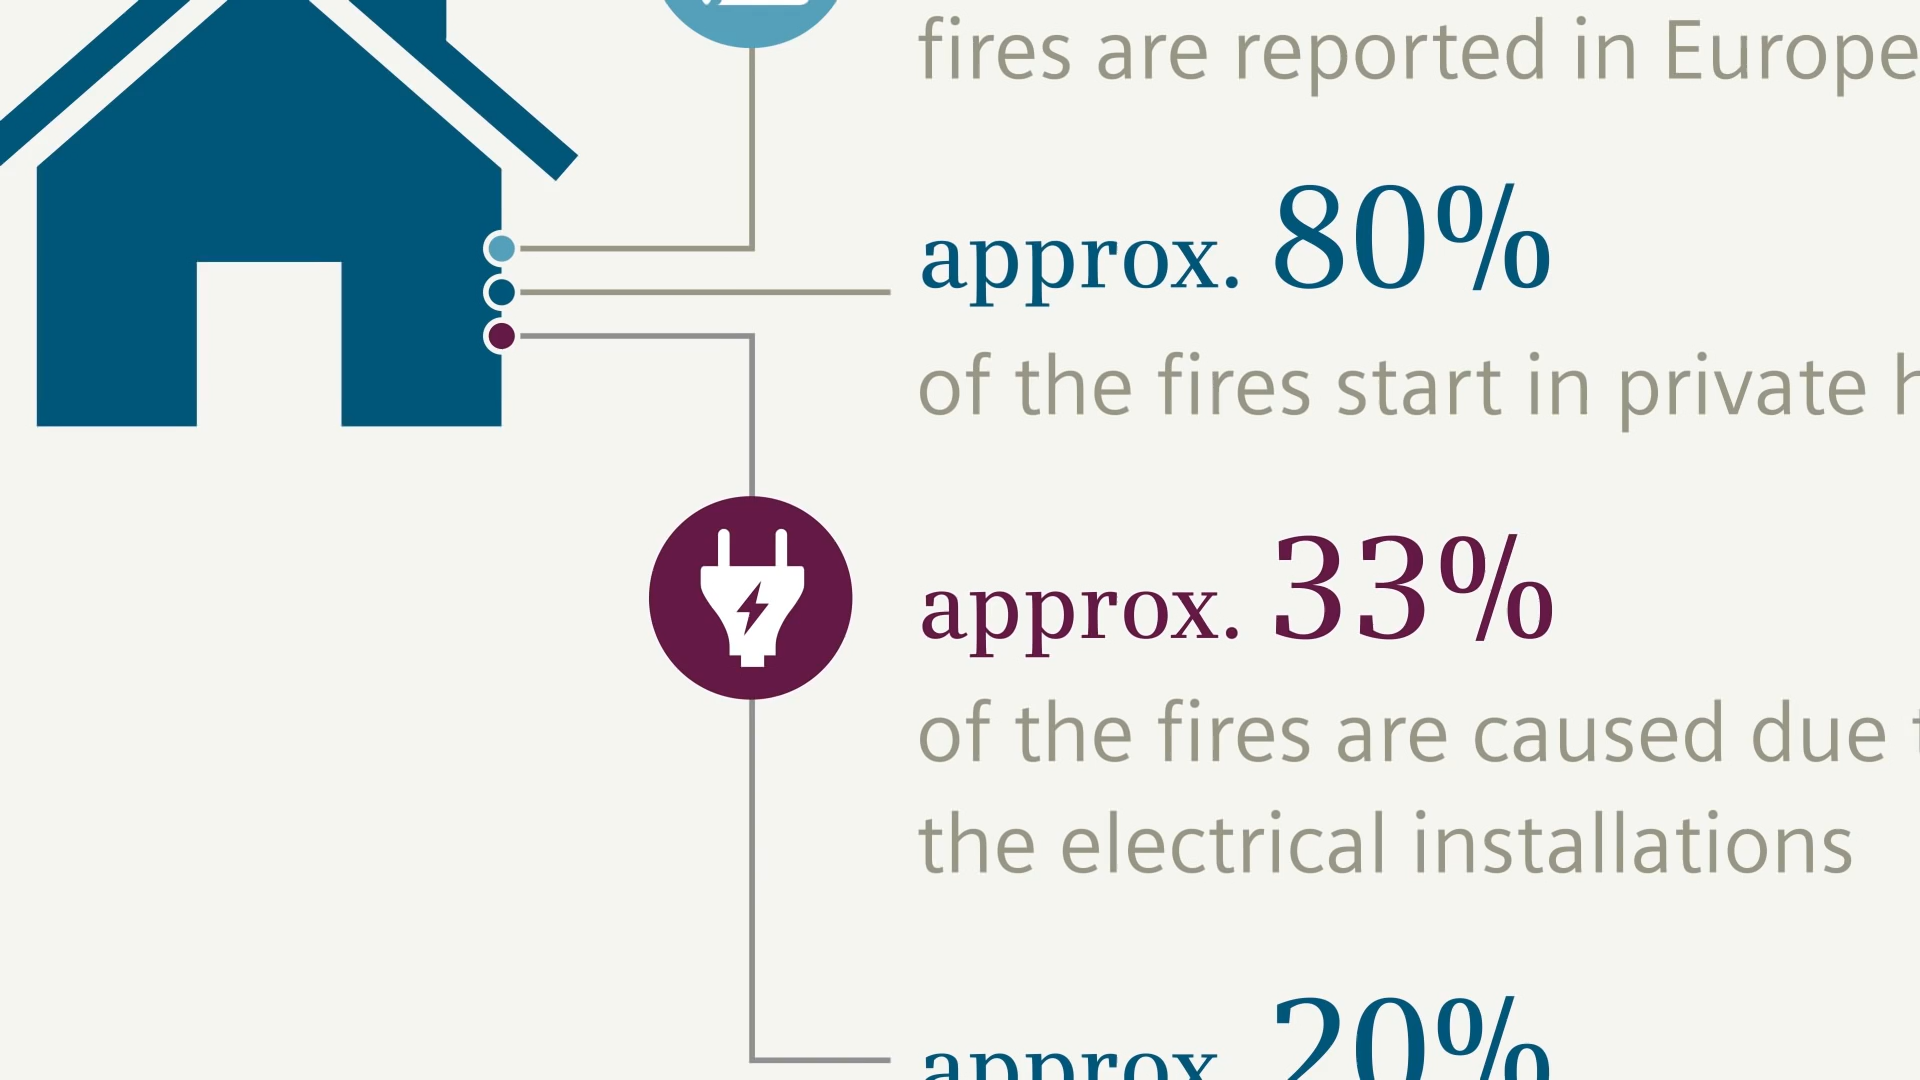 fires are reported in Europe
approx. 80%
of the fires start in private
approx. 33%
of the fires are caused due
the electrical installations
approx. 20%